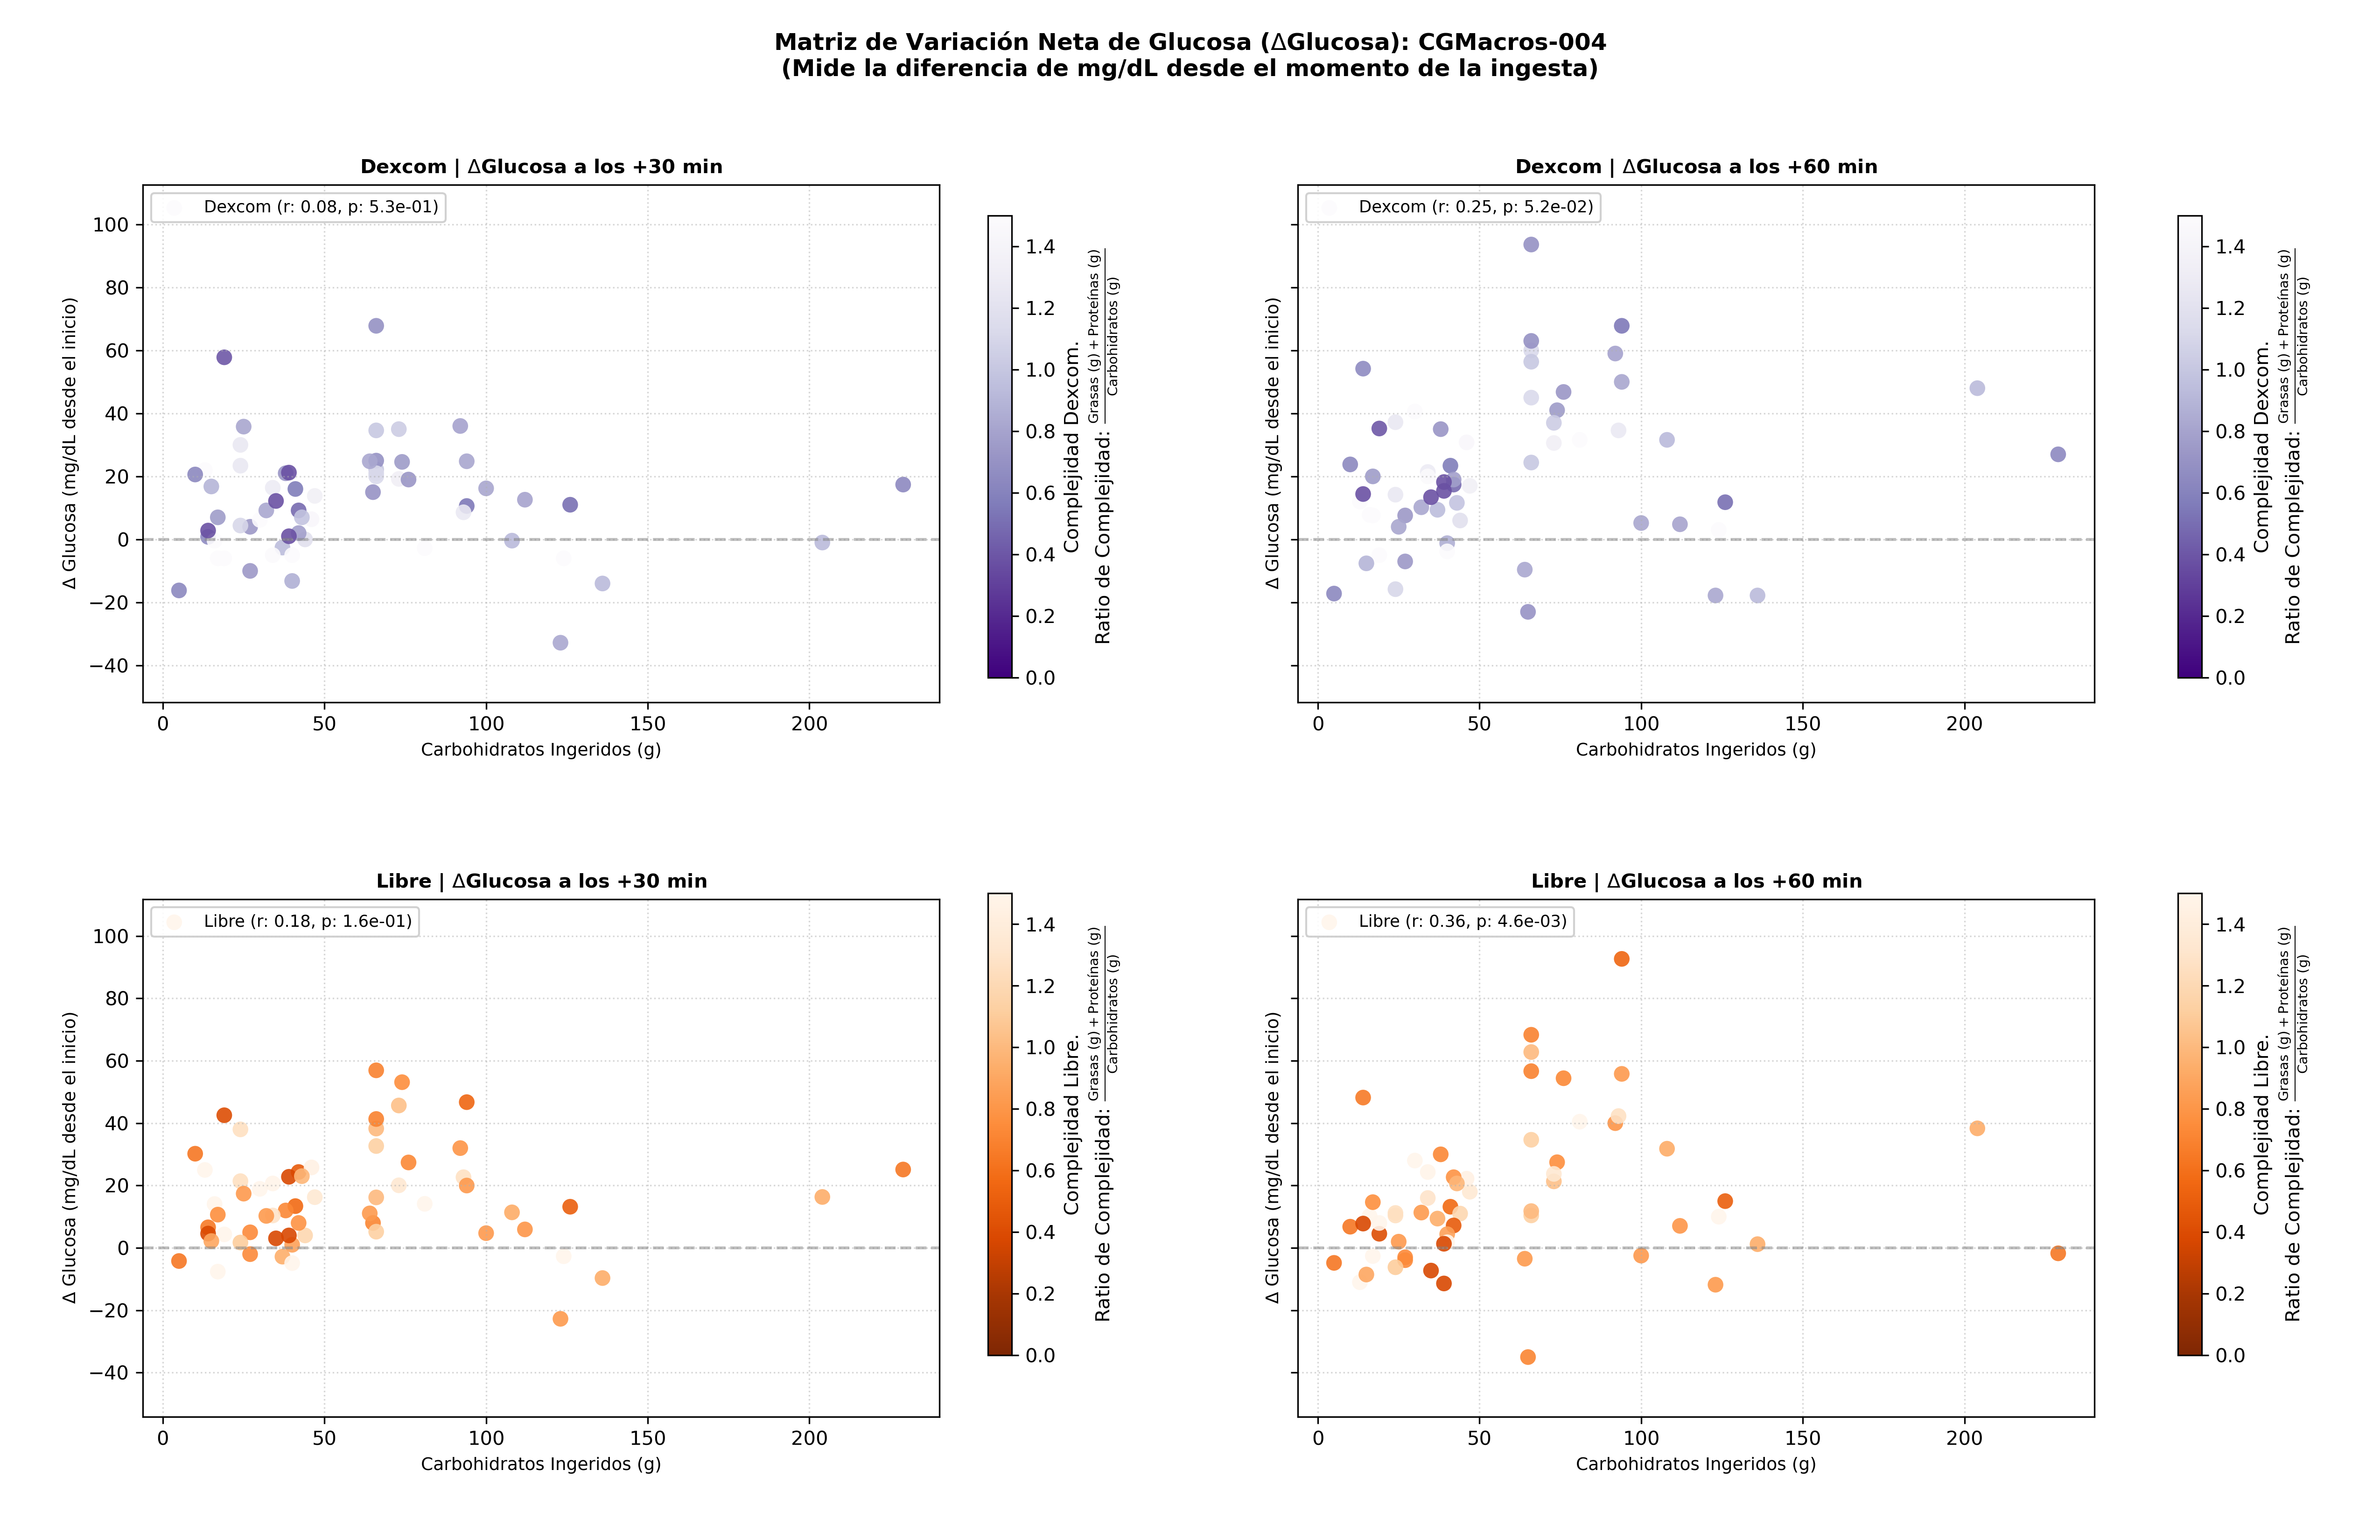 Matriz de Variación Neta de Glucosa (ΔGlucosa): CGMacros-004
(Mide la diferencia de mg/dL desde el momento de la ingesta)
Dexcom | ΔGlucosa a los +30 min
Dexcom (r: 0.08, p: 5.3e-01)
100
80
60
40
20
0
−20
−40
Δ Glucosa (mg/dL desde el inicio)
0 50 100 150 200
Carbohidratos Ingeridos (g)
1.4
1.2
1.0
0.8
0.6
0.4
0.2
0.0
Complejidad Dexcom.
Ratio de Complejidad: Grasas (g) + Proteínas (g)
Carbohidratos (g)
Dexcom | ΔGlucosa a los +60 min
Dexcom (r: 0.25, p: 5.2e-02)
Δ Glucosa (mg/dL desde el inicio)
0 50 100 150 200
Carbohidratos Ingeridos (g)
1.4
1.2
1.0
0.8
0.6
0.4
0.2
0.0
Complejidad Dexcom.
Ratio de Complejidad: Grasas (g) + Proteínas (g)
Carbohidratos (g)
Libre | ΔGlucosa a los +30 min
Libre (r: 0.18, p: 1.6e-01)
100
80
60
40
20
0
−20
−40
Δ Glucosa (mg/dL desde el inicio)
0 50 100 150 200
Carbohidratos Ingeridos (g)
1.4
1.2
1.0
0.8
0.6
0.4
0.2
0.0
Complejidad Libre.
Ratio de Complejidad: Grasas (g) + Proteínas (g)
Carbohidratos (g)
Libre | ΔGlucosa a los +60 min
Libre (r: 0.36, p: 4.6e-03)
Δ Glucosa (mg/dL desde el inicio)
0 50 100 150 200
Carbohidratos Ingeridos (g)
1.4
1.2
1.0
0.8
0.6
0.4
0.2
0.0
Complejidad Libre.
Ratio de Complejidad: Grasas (g) + Proteínas (g)
Carbohidratos (g)